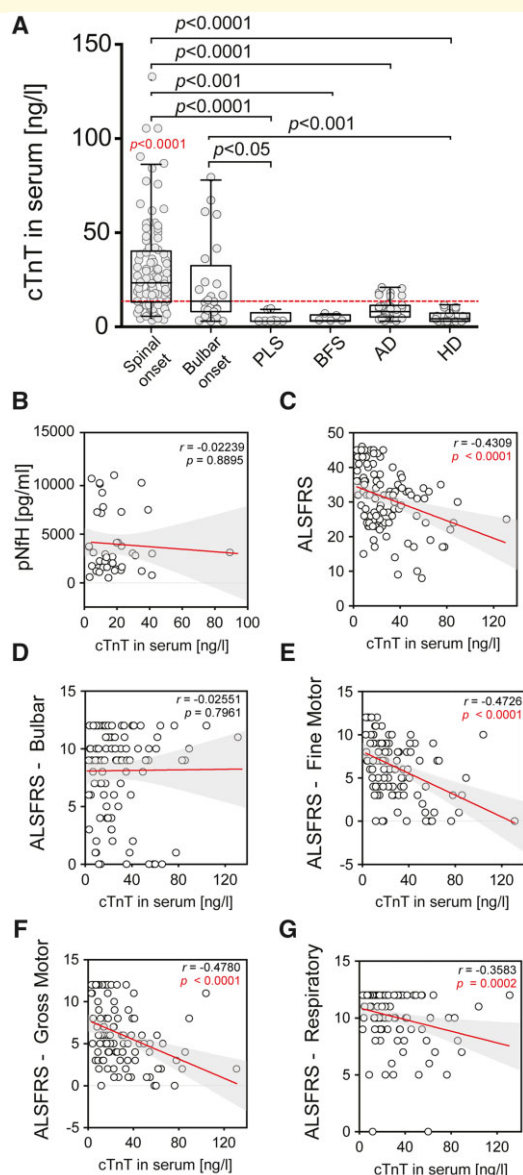 A
p<0.0001
p<0.0001
p<0.001
p<0.0001
p<0.001
p<0.05
p<0.0001
cTnT in serum [ng/l]
150
100
50
0
Spinal onset
Bulbar onset
PLS
BFS
AD
HD
B
r = -0.02239
p = 0.8895
pNfH [pg/ml]
15000
12000
8000
4000
0
0 20 40 60 80 100
cTnT in serum [ng/l]
C
r = -0.4309
p < 0.0001
ALSFRS
50
40
30
20
10
0
0 40 80 120
cTnT in serum [ng/l]
D
r = -0.02551
p = 0.7961
ALSFRS - Bulbar
15
10
5
0
0 40 80 120
cTnT in serum [ng/l]
E
r = -0.4726
p < 0.0001
ALSFRS - Fine Motor
15
10
5
0
-5
0 40 80 120
cTnT in serum [ng/l]
F
r = -0.4780
p < 0.0001
ALSFRS - Gross Motor
15
10
5
0
-5
0 40 80 120
cTnT in serum [ng/l]
G
r = -0.3583
p = 0.0002
ALSFRS - Respiratory
15
10
5
0
0 40 80 120
cTnT in serum [ng/l]